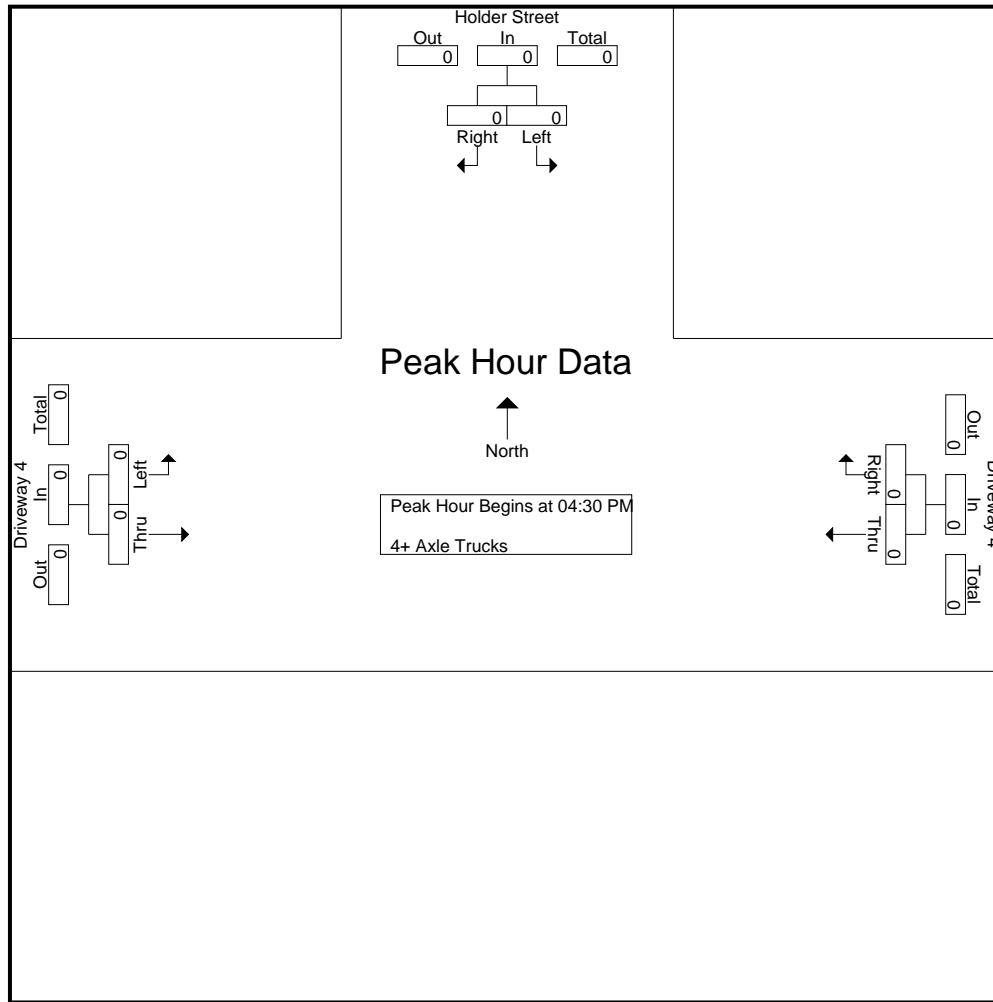 Holder Street
Out In Total
0 0 0
0 0
Right Left
Peak Hour Data
North
Peak Hour Begins at 04:30 PM
4+ Axle Trucks
Driveway 4
Out In Total
0 0 0
Left
0
Thru
0
Driveway 4
Out In Total
0 0 0
Right
0
Thru
0